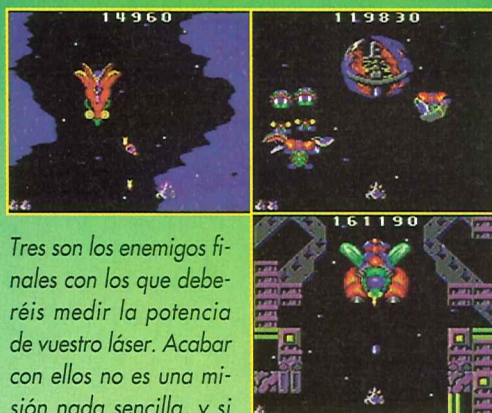 14960
119830
161190
Tres son los enemigos fi-
nales con los que debe-
réis medir la potencia
de vuestro láser. Acabar
con ellos no es una mi-
sión nada sencilla, y si